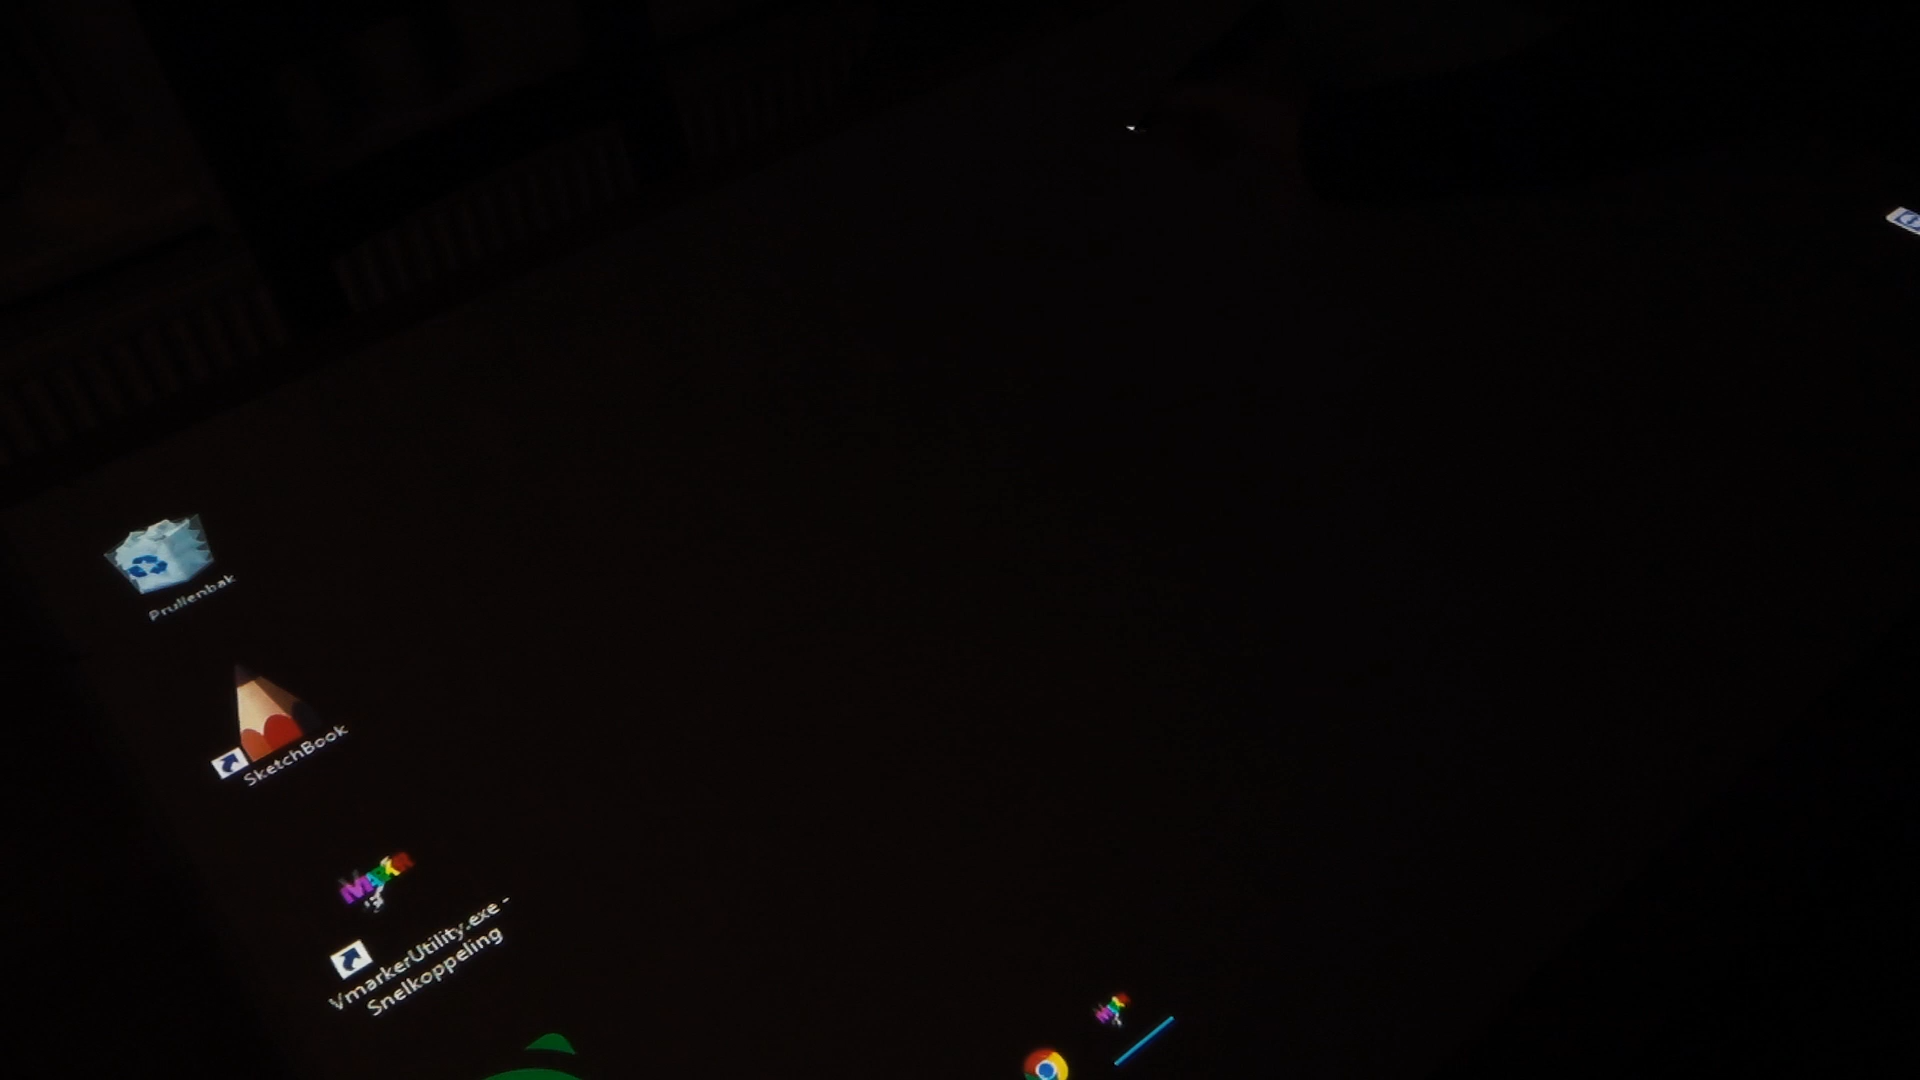 Prullenbak
SketchBook
VmarkerUtility.exe -
Snelkoppeling